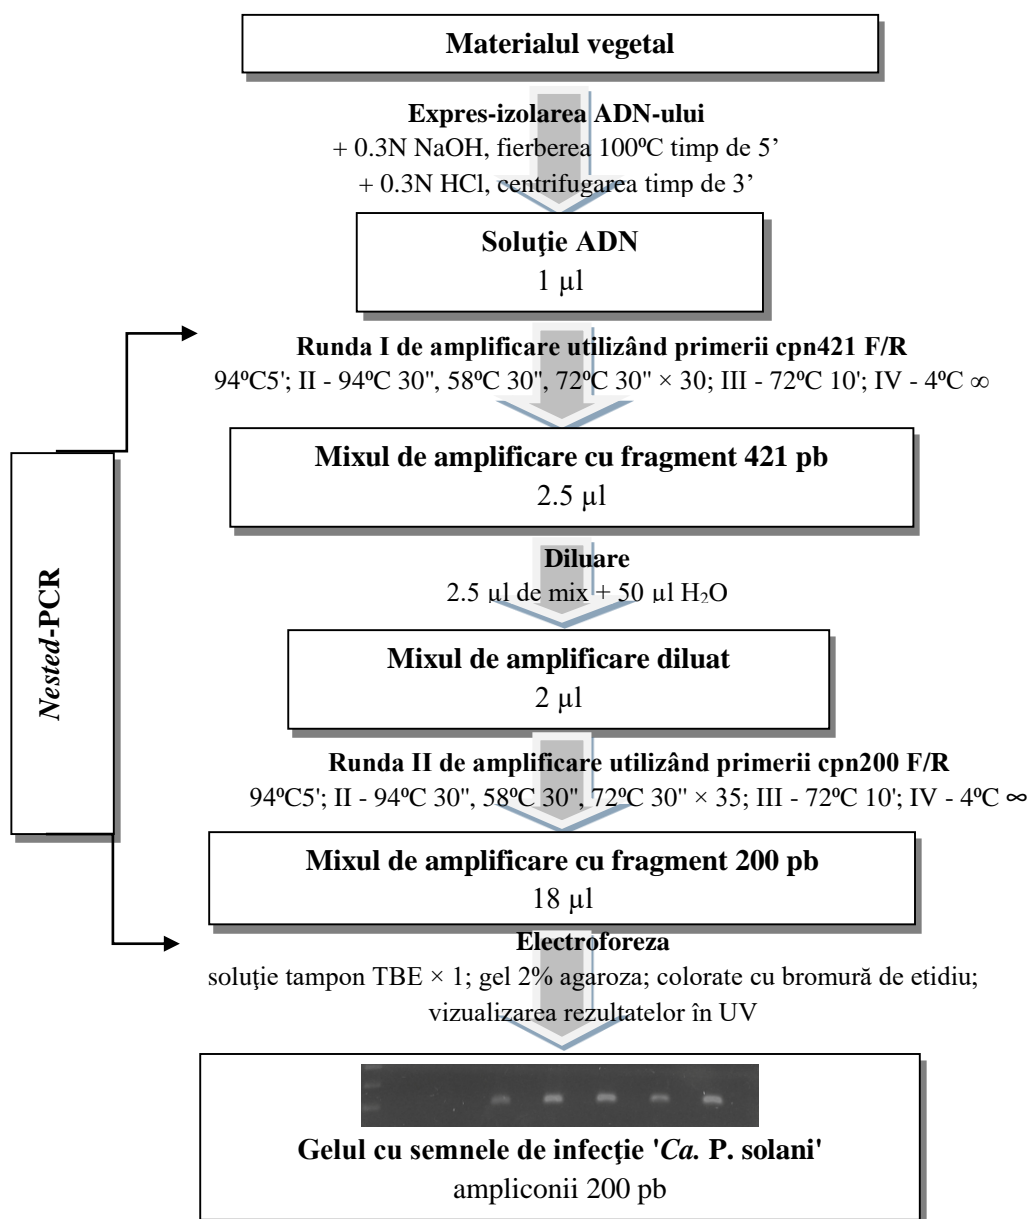 Materialul vegetal
Expres-izolarea ADN-ului
+ 0.3N NaOH, fierberea 100ºC timp de 5’
+ 0.3N HCl, centrifugarea timp de 3’
Soluţie ADN
1 µl
Runda I de amplificare utilizând primerii cpn421 F/R
94ºC5'; II - 94ºC 30", 58ºC 30", 72ºC 30" × 30; III - 72ºC 10'; IV - 4ºC ∞
Mixul de amplificare cu fragment 421 pb
2.5 µl
Diluare
2.5 µl de mix + 50 µl H₂O
Mixul de amplificare diluat
2 µl
Nested-PCR
Runda II de amplificare utilizând primerii cpn200 F/R
94ºC5'; II - 94ºC 30", 58ºC 30", 72ºC 30" × 35; III - 72ºC 10'; IV - 4ºC ∞
Mixul de amplificare cu fragment 200 pb
18 µl
Electroforeza
soluţie tampon TBE × 1; gel 2% agaroza; colorate cu bromură de etidiu;
vizualizarea rezultatelor în UV
Gelul cu semnele de infecţie 'Ca. P. solani'
ampliconii 200 pb